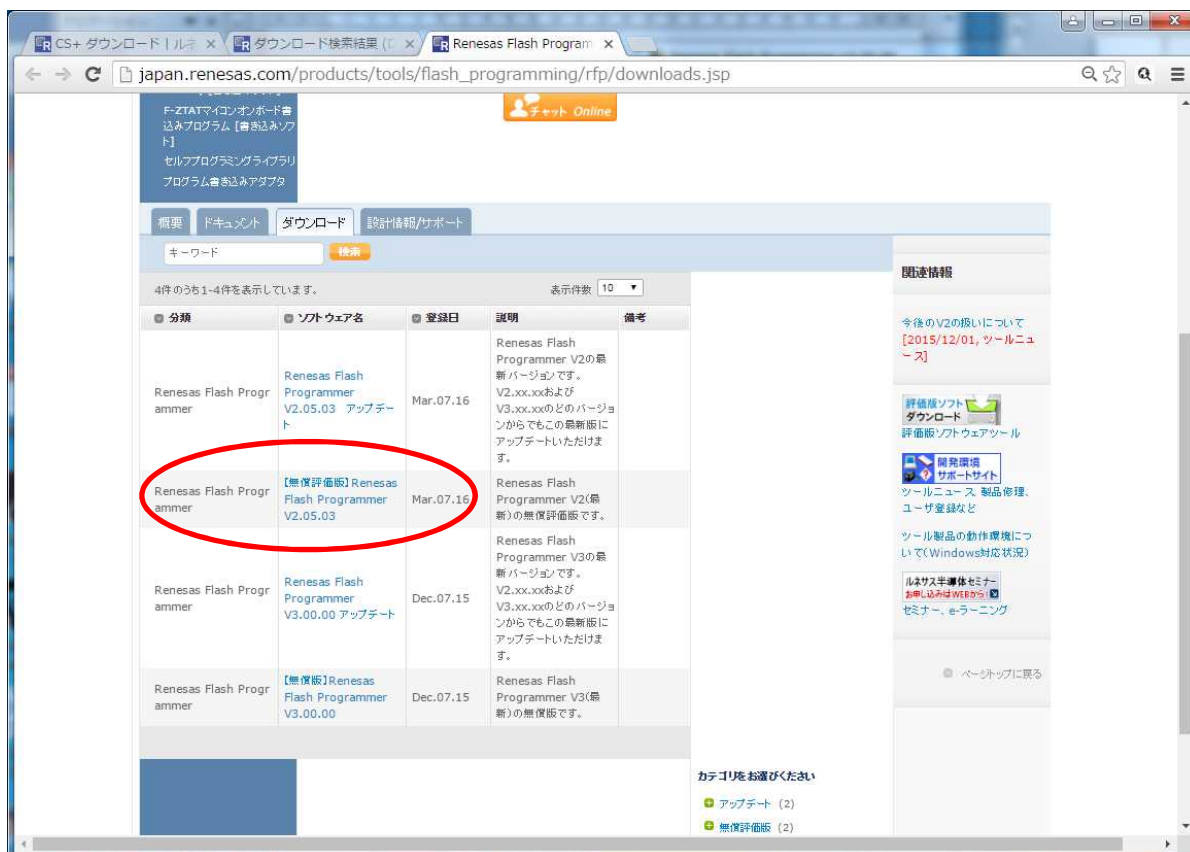 CS+ ダウンロード | ルネ
ダウンロード検索結果 (
Renesas Flash Program
japan.renesas.com/products/tools/flash_programming/rfp/downloads.jsp
F-ZTATマイコンオンボード書
込みプログラム [書き込みソフ
ト]
セルフプログラミングライブラリ
プログラム書き込みアダプタ
チャット Online
概要
ドキュメント
ダウンロード
設計情報/サポート
キーワード
検索
4件のうち1-4件を表示しています。
表示件数 10
分類
ソフトウェア名
登録日
説明
備考
Renesas Flash Progr
ammer
Renesas Flash
Programmer
V2.05.03 アップデー
ト
Mar.07.16
Renesas Flash
Programmer V2の最
新バージョンです。
V2.xx.xxおよび
V3.xx.xxのどのバージョ
ンからでもこの最新版に
アップデートいただけま
す。
Renesas Flash Progr
ammer
【無償評価版】Renesas
Flash Programmer
V2.05.03
Mar.07.16
Renesas Flash
Programmer V2(最
新)の無償評価版です。
Renesas Flash Progr
ammer
Renesas Flash
Programmer
V3.00.00 アップデート
Dec.07.15
Renesas Flash
Programmer V3の最
新バージョンです。
V2.xx.xxおよび
V3.xx.xxのどのバージョ
ンからでもこの最新版に
アップデートいただけま
す。
Renesas Flash Progr
ammer
【無償版】Renesas
Flash Programmer
V3.00.00
Dec.07.15
Renesas Flash
Programmer V3(最
新)の無償版です。
関連情報
今後のV2の扱いについて
[2015/12/01, ツールニュ
ース]
評価版ソフト
ダウンロード
評価版ソフトウェアツール
開発環境
サポートサイト
ツールニュース, 製品修理、
ユーザ登録など
ツール製品の動作環境につ
いて(Windows対応状況)
ルネサス半導体セミナー
お申し込みはWEBから!
セミナー、e-ラーニング
ページトップに戻る
カテゴリをお選びください
アップデート (2)
無償評価版 (2)